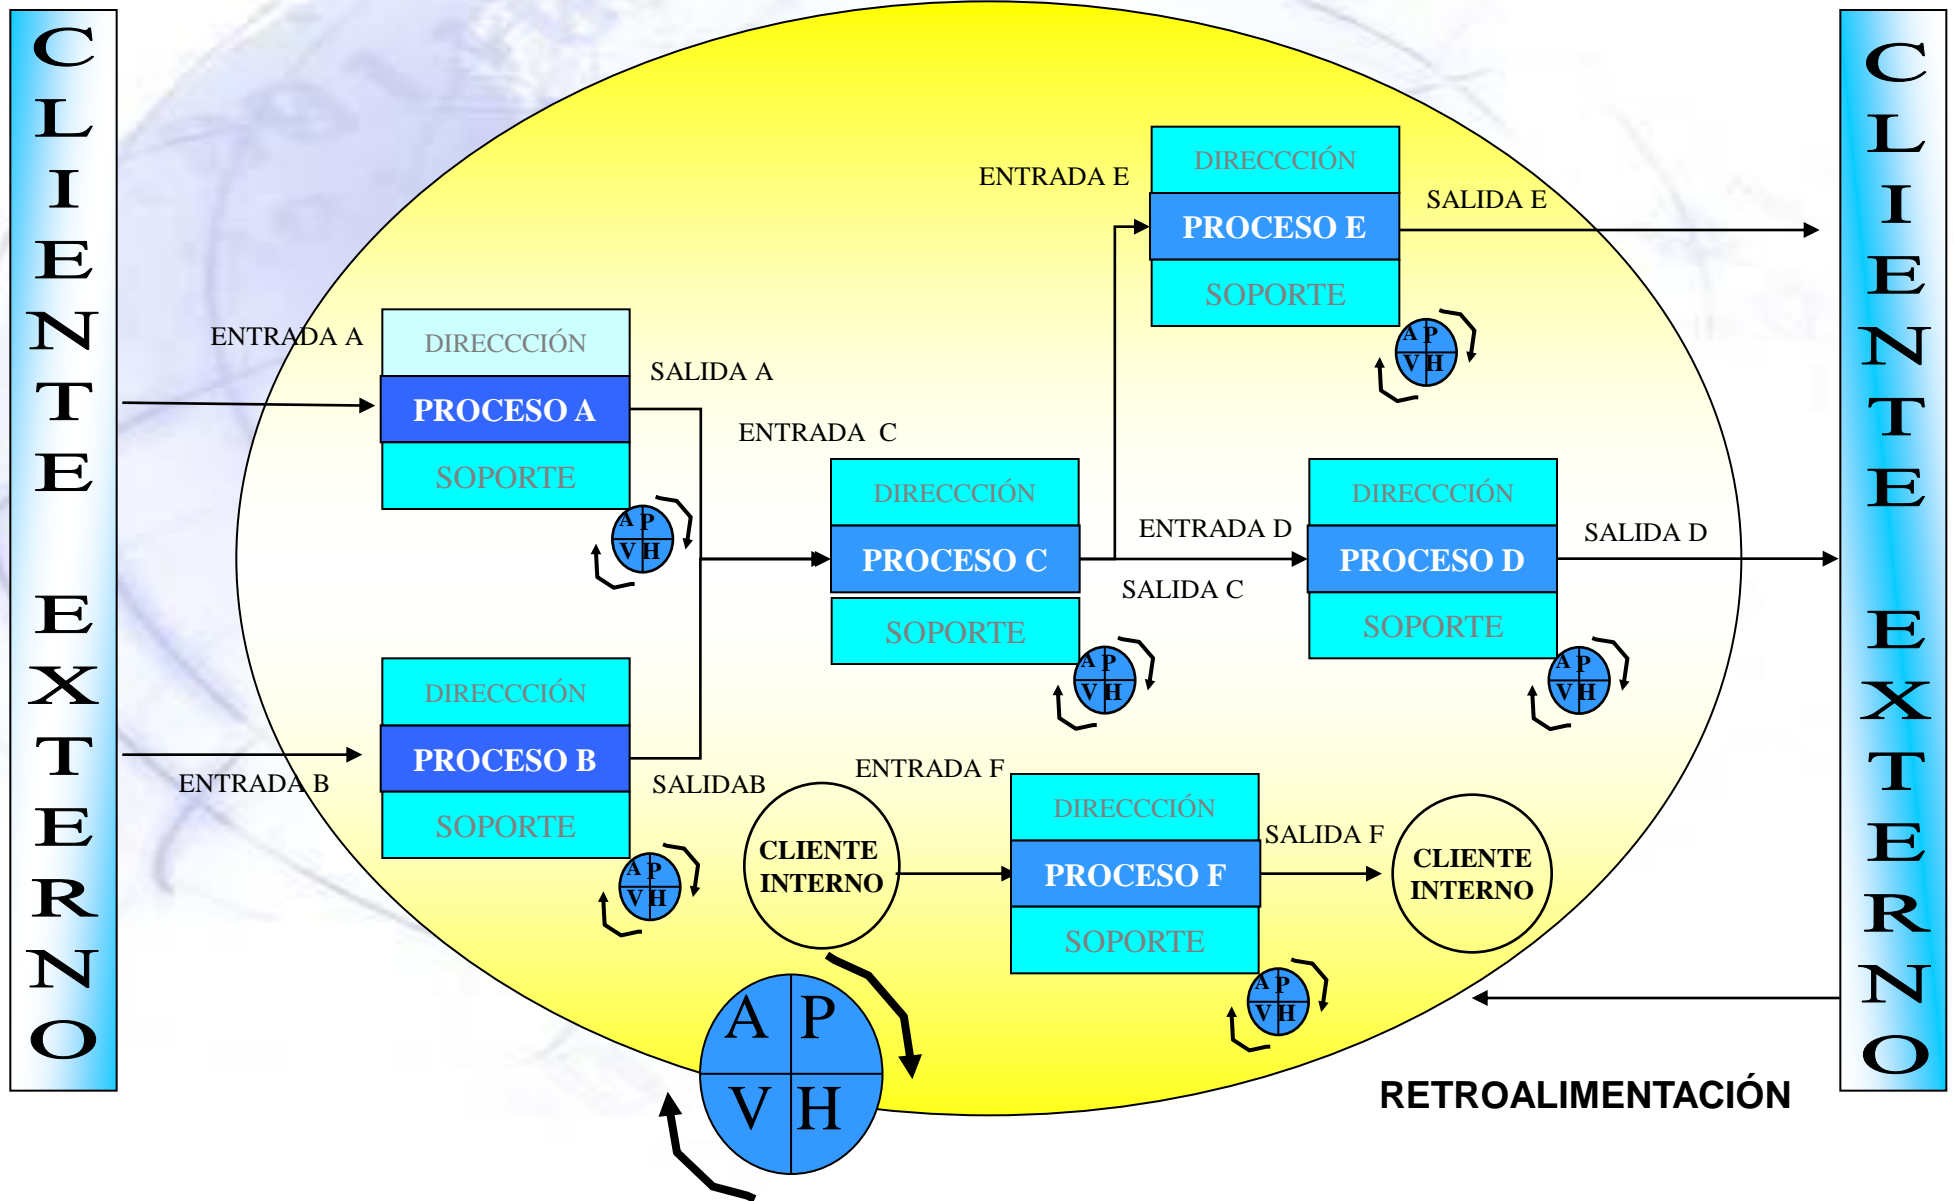 CLIENTE EXTERNO
ENTRADA A
DIRECCCIÓN
PROCESO A
SOPORTE
SALIDA A
A P
V H
ENTRADA B
DIRECCCIÓN
PROCESO B
SOPORTE
SALIDAB
A P
V H
ENTRADA C
DIRECCCIÓN
PROCESO C
SOPORTE
SALIDA C
A P
V H
ENTRADA E
DIRECCCIÓN
PROCESO E
SOPORTE
SALIDA E
A P
V H
ENTRADA D
DIRECCCIÓN
PROCESO D
SOPORTE
SALIDA D
A P
V H
CLIENTE
INTERNO
ENTRADA F
DIRECCCIÓN
PROCESO F
SOPORTE
SALIDA F
A P
V H
CLIENTE
INTERNO
A P
V H
RETROALIMENTACIÓN
CLIENTE EXTERNO